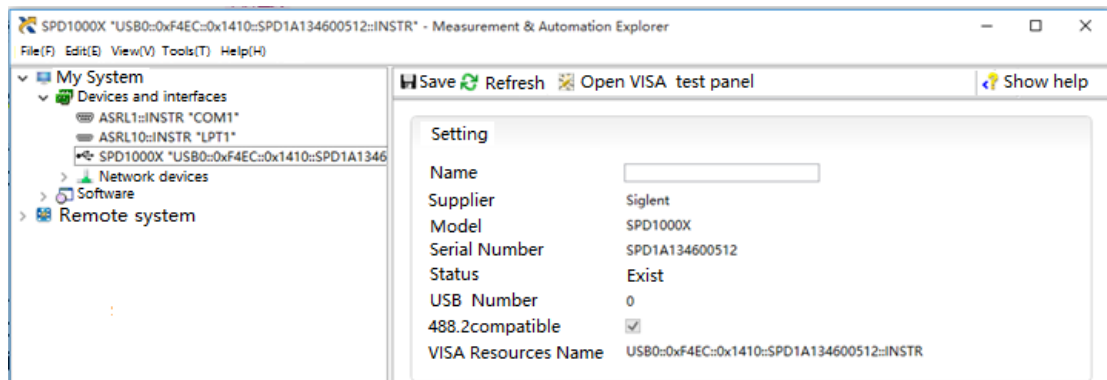 SPD1000X "USB0::0xF4EC::0x1410::SPD1A134600512::INSTR" - Measurement & Automation Explorer
File(F) Edit(E) View(V) Tools(T) Help(H)
My System
Devices and interfaces
ASRL1::INSTR "COM1"
ASRL10::INSTR "LPT1"
SPD1000X "USB0::0xF4EC::0x1410::SPD1A1346
Network devices
Software
Remote system
Save Refresh Open VISA test panel Show help
Setting
Name
Supplier Siglent
Model SPD1000X
Serial Number SPD1A134600512
Status Exist
USB Number 0
488.2compatible
VISA Resources Name USB0::0xF4EC::0x1410::SPD1A134600512::INSTR